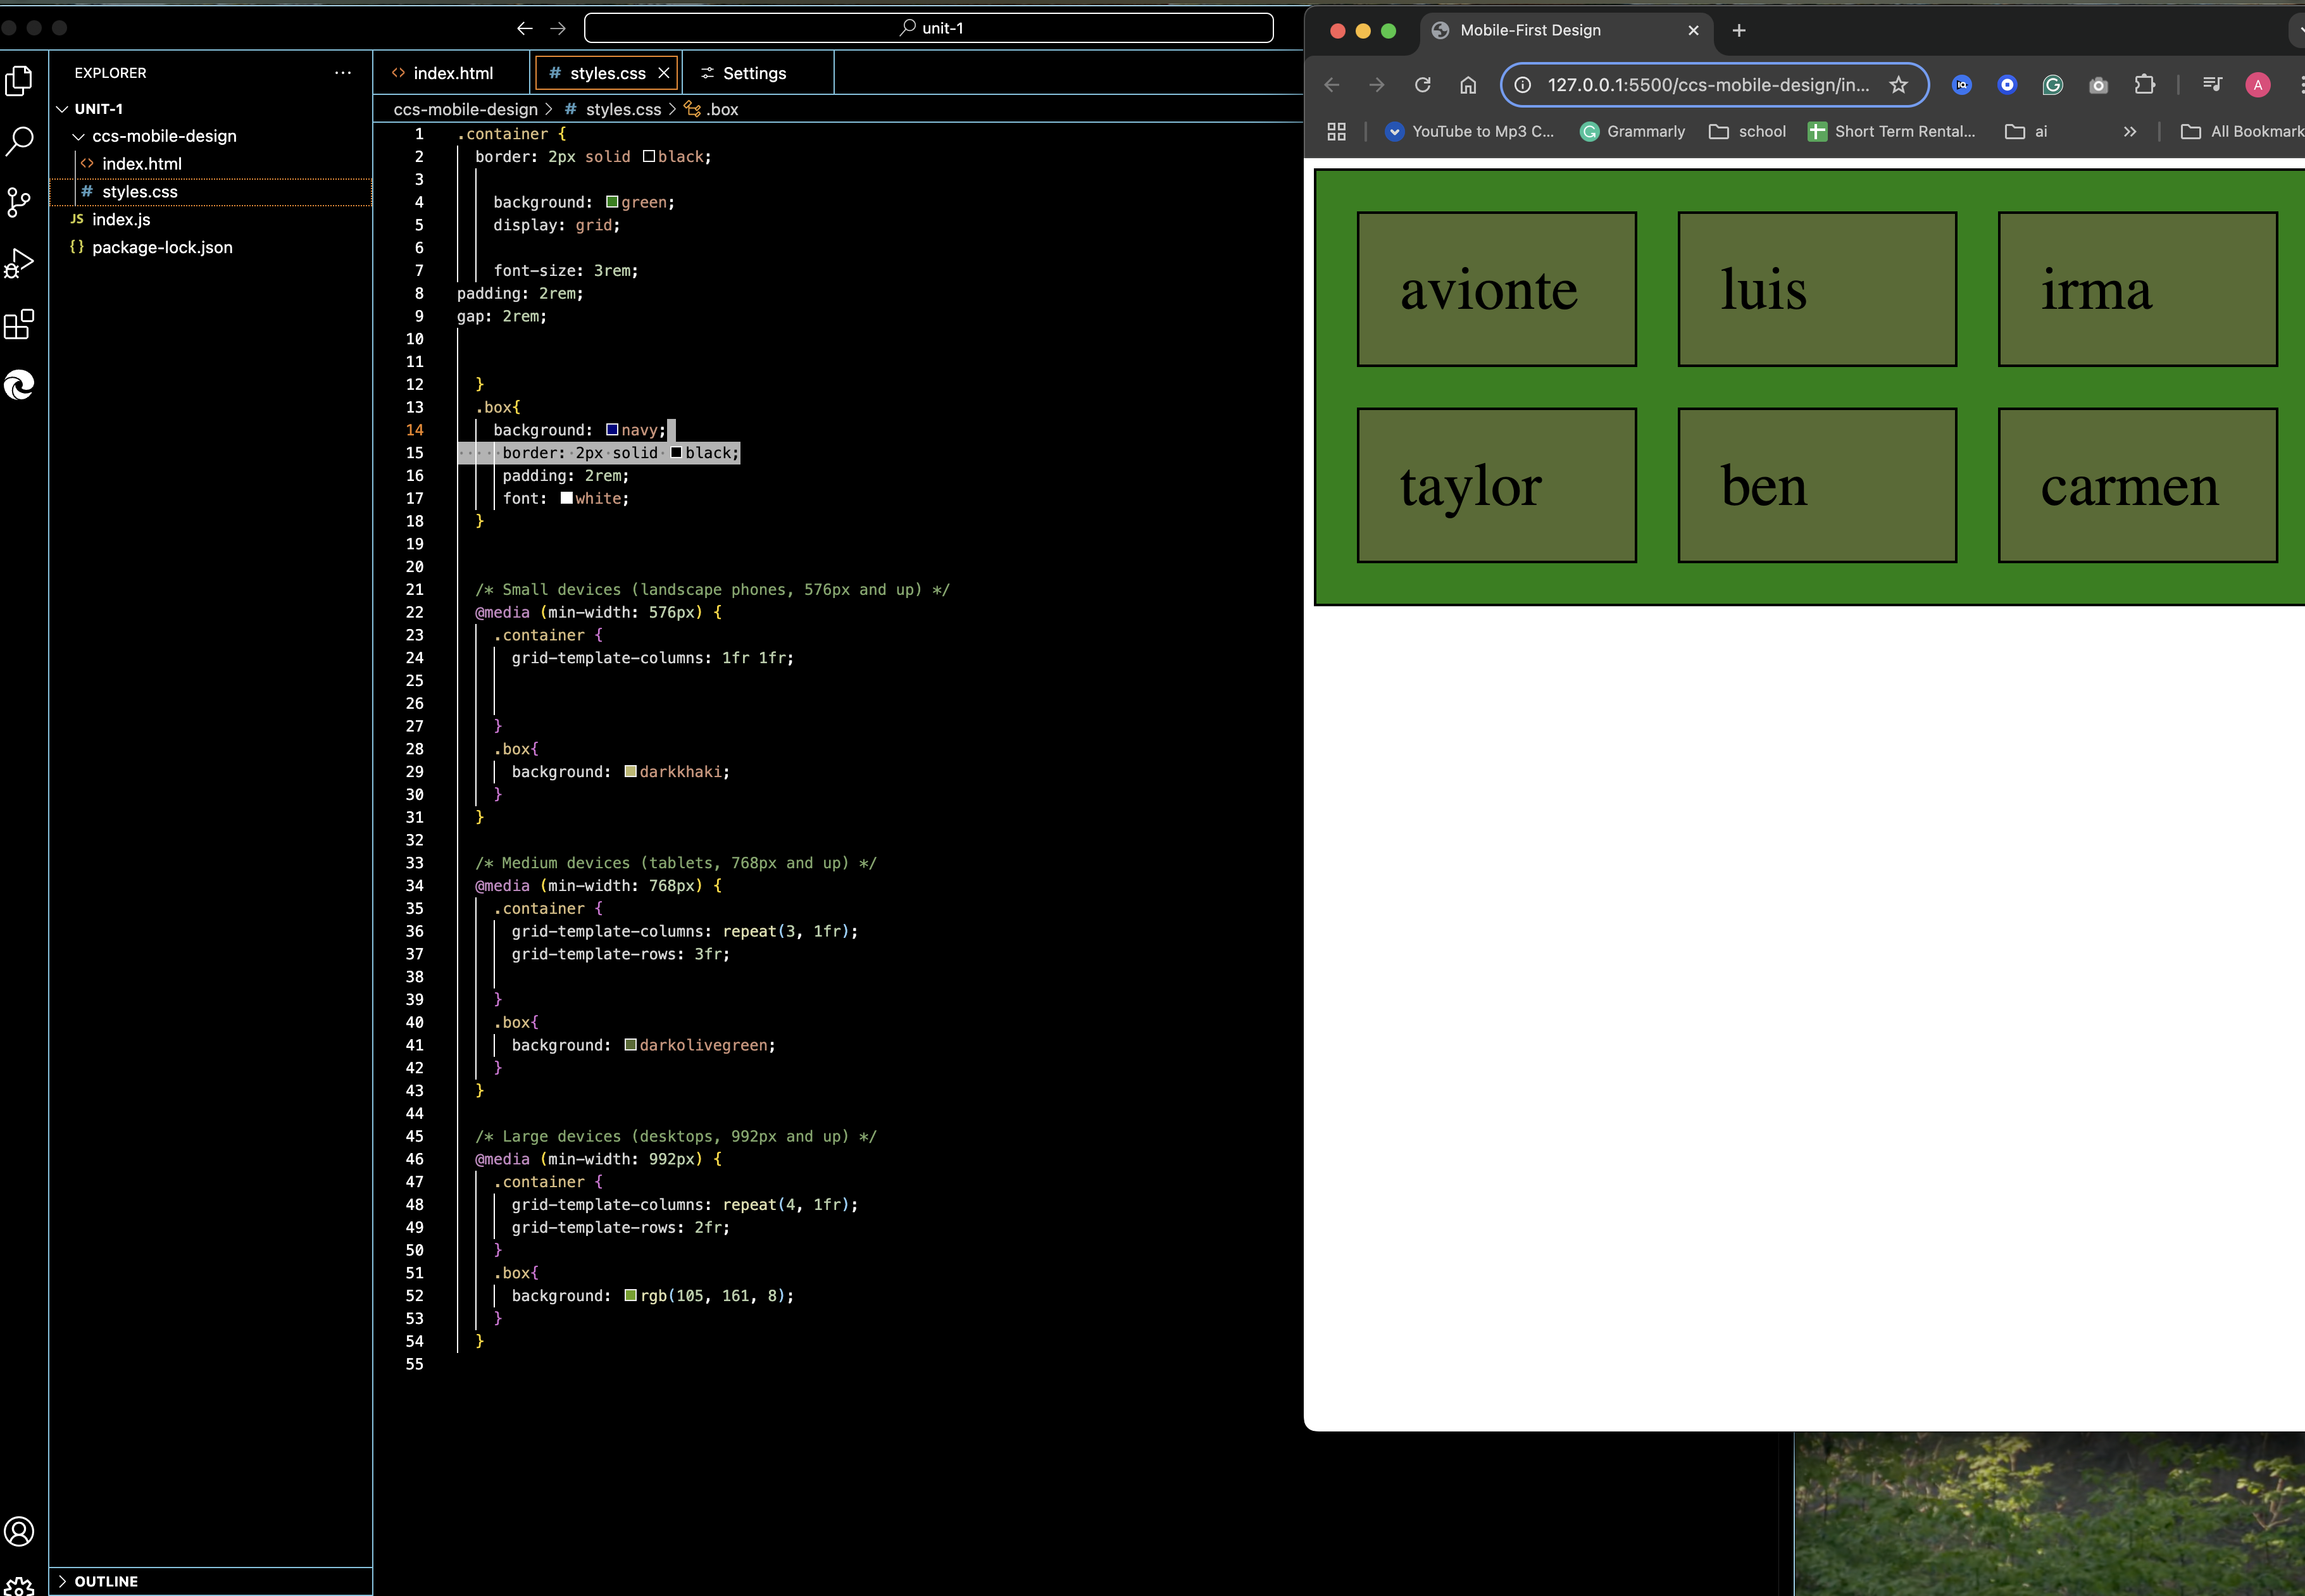 unit-1
EXPLORER
UNIT-1
ccs-mobile-design
index.html
styles.css
JS index.js
{} package-lock.json
OUTLINE
<> index.html
# styles.css
Settings
ccs-mobile-design > # styles.css > .box
1 .container {
2 border: 2px solid black;
3
4 background: green;
5 display: grid;
6
7 font-size: 3rem;
8 padding: 2rem;
9 gap: 2rem;
10
11
12 }
13 .box{
14 background: navy;
15 border: 2px solid black;
16 padding: 2rem;
17 font: white;
18 }
19
20
21 /* Small devices (landscape phones, 576px and up) */
22 @media (min-width: 576px) {
23 .container {
24 grid-template-columns: 1fr 1fr;
25
26
27 }
28 .box{
29 background: darkkhaki;
30 }
31 }
32
33 /* Medium devices (tablets, 768px and up) */
34 @media (min-width: 768px) {
35 .container {
36 grid-template-columns: repeat(3, 1fr);
37 grid-template-rows: 3fr;
38
39 }
40 .box{
41 background: darkolivegreen;
42 }
43 }
44
45 /* Large devices (desktops, 992px and up) */
46 @media (min-width: 992px) {
47 .container {
48 grid-template-columns: repeat(4, 1fr);
49 grid-template-rows: 2fr;
50 }
51 .box{
52 background: rgb(105, 161, 8);
53 }
54 }
55
Mobile-First Design
127.0.0.1:5500/ccs-mobile-design/in...
A
YouTube to Mp3 C...
Grammarly
school
Short Term Rental...
ai
All Bookmark
avionte
luis
irma
taylor
ben
carmen